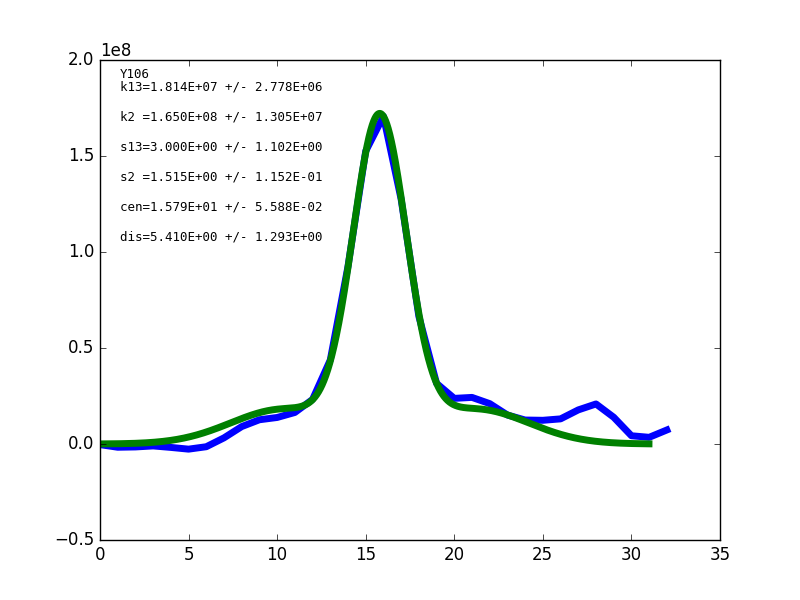 1e8
2.0
Y106
k13=1.814E+07 +/- 2.778E+06
k2 =1.650E+08 +/- 1.305E+07
s13=3.000E+00 +/- 1.102E+00
1.5
s2 =1.515E+00 +/- 1.152E-01
cen=1.579E+01 +/- 5.588E-02
dis=5.410E+00 +/- 1.293E+00
1.0
0.5
0.0
−0.5
0 5 10 15 20 25 30 35